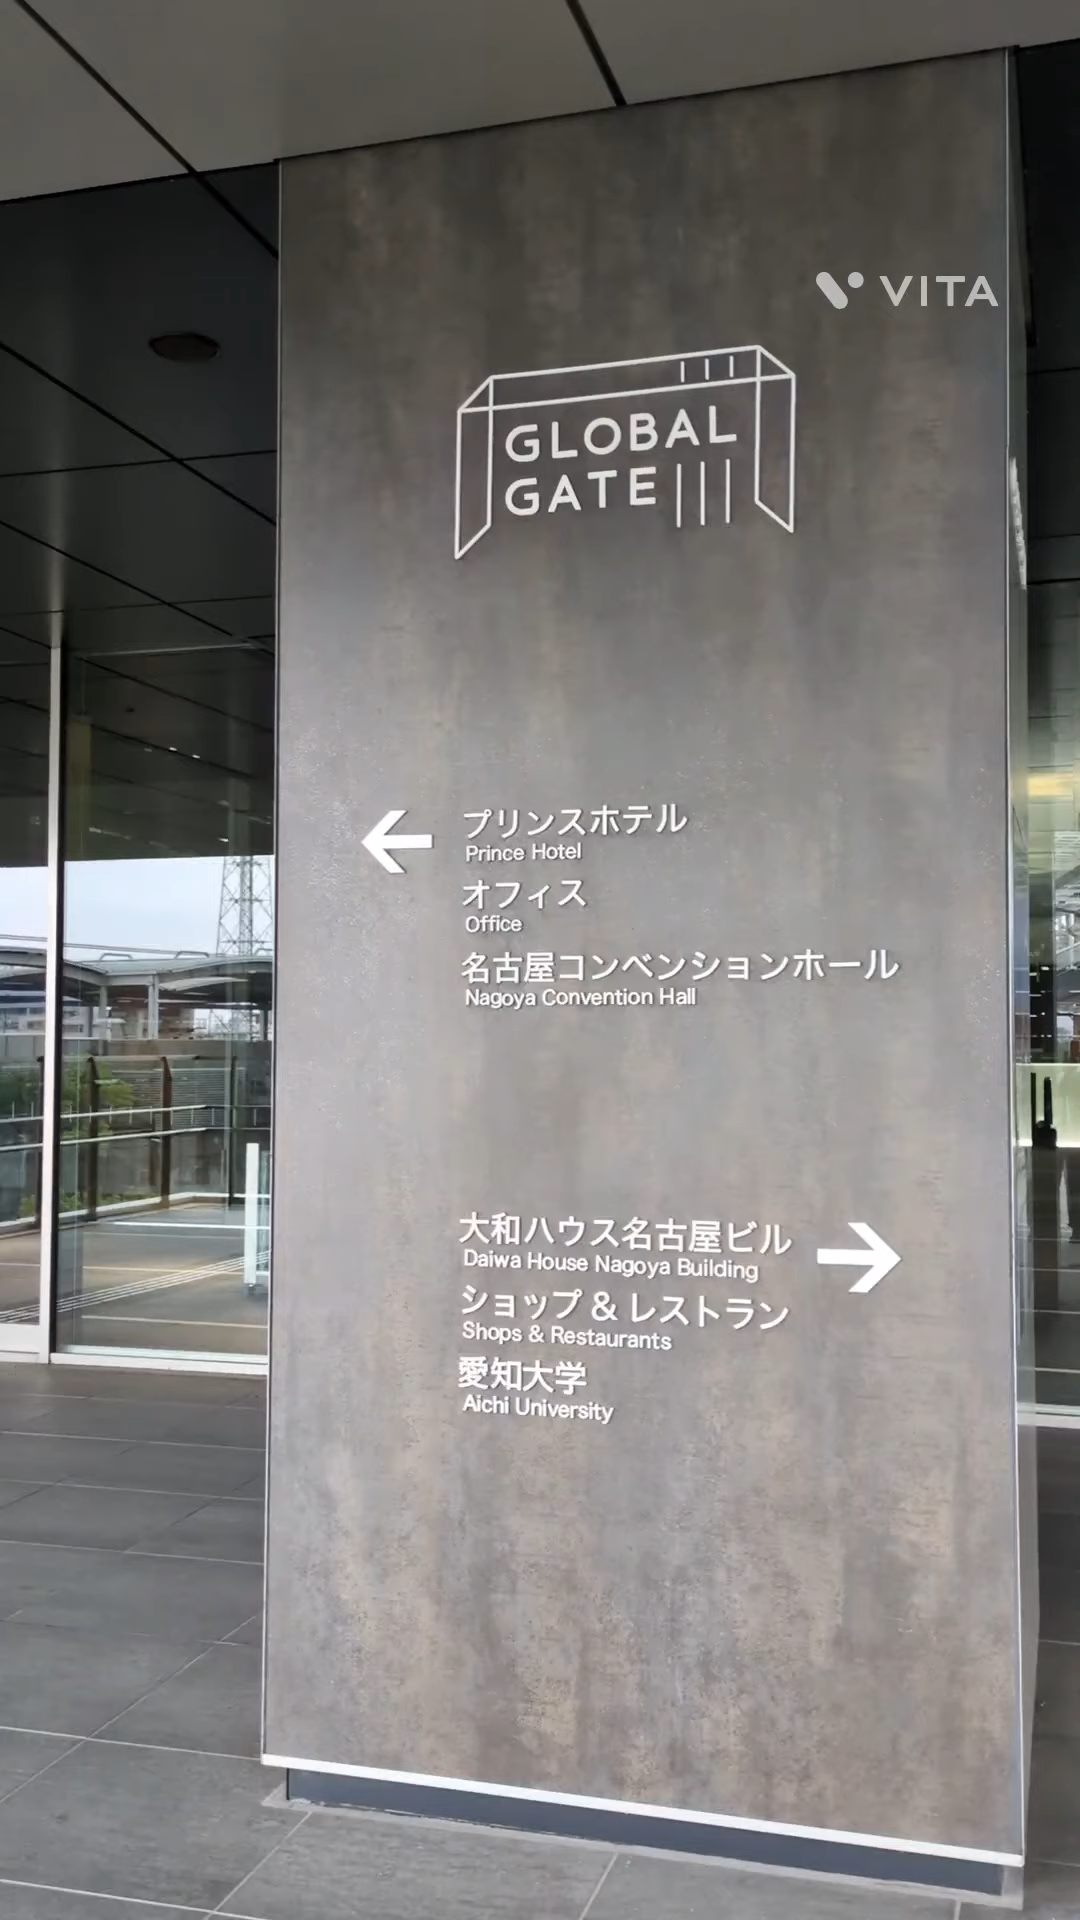 VITA
GLOBAL
GATE
プリンスホテル
Prince Hotel
オフィス
Office
名古屋コンベンションホール
Nagoya Convention Hall
大和ハウス名古屋ビル
Daiwa House Nagoya Building
ショップ & レストラン
Shops & Restaurants
愛知大学
Aichi University